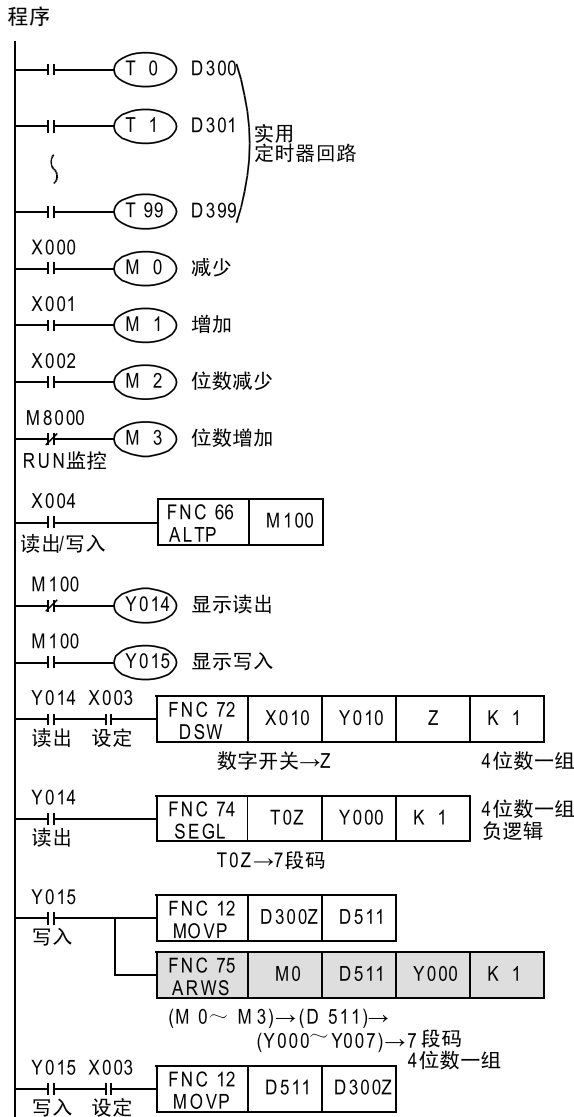 程序
T 0 D300
T 1 D301
实用
定时器回路
T 99 D399
X000
M 0 减少
X001
M 1 增加
X002
M 2 位数减少
M8000
M 3 位数增加
RUN监控
X004
FNC 66 M100
ALTP
读出/写入
M100
Y014 显示读出
M100
Y015 显示写入
Y014 X003
FNC 72 X010 Y010 Z K 1
DSW
读出 设定
数字开关→Z 4位数一组
Y014
FNC 74 T0Z Y000 K 1 4位数一组
SEGL 负逻辑
读出
T0Z→7段码
Y015
FNC 12 D300Z D511
MOVP
写入
FNC 75 M0 D511 Y000 K 1
ARWS
(M 0～ M3)→(D 511)→
(Y000～Y007)→7 段码
4位数一组
Y015 X003
FNC 12 D511 D300Z
MOVP
写入 设定